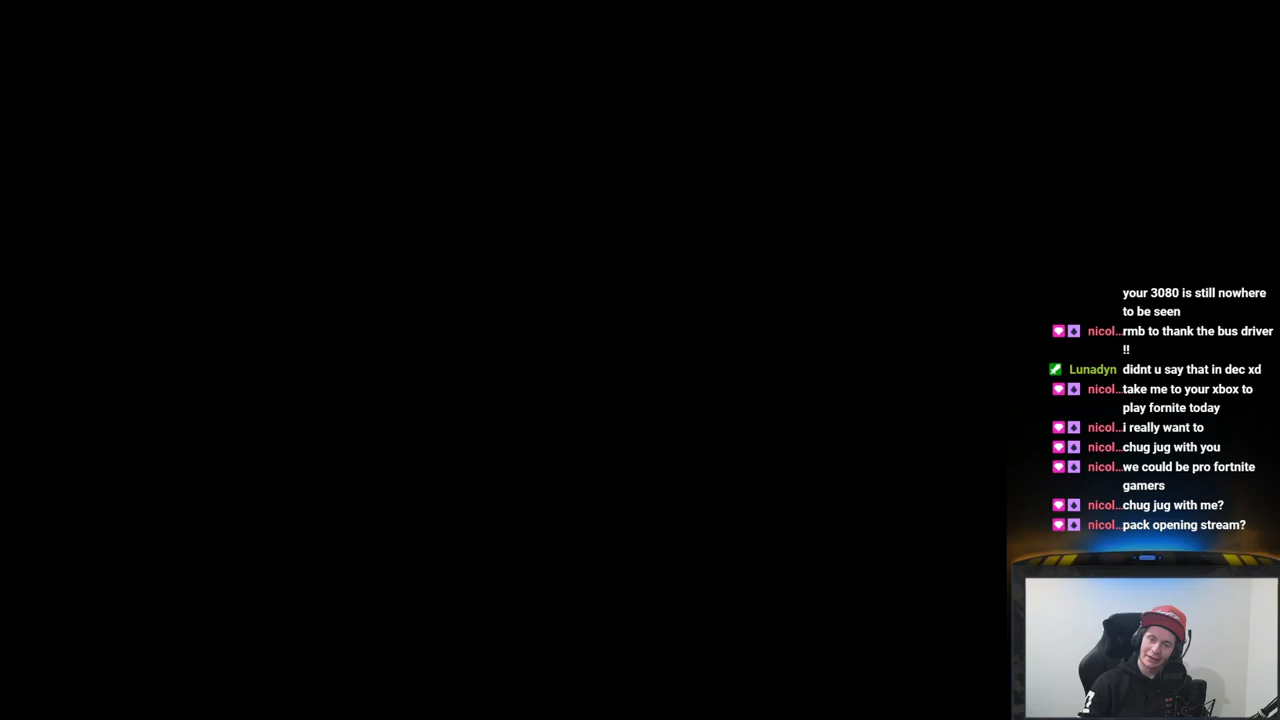 your 3080 is still nowhere
to be seen
nicol...rmb to thank the bus driver
!!
Lunadyn didnt u say that in dec xd
nicol...take me to your xbox to
play fornite today
nicol...i really want to
nicol...chug jug with you
nicol...we could be pro fortnite
gamers
nicol...chug jug with me?
nicol...pack opening stream?